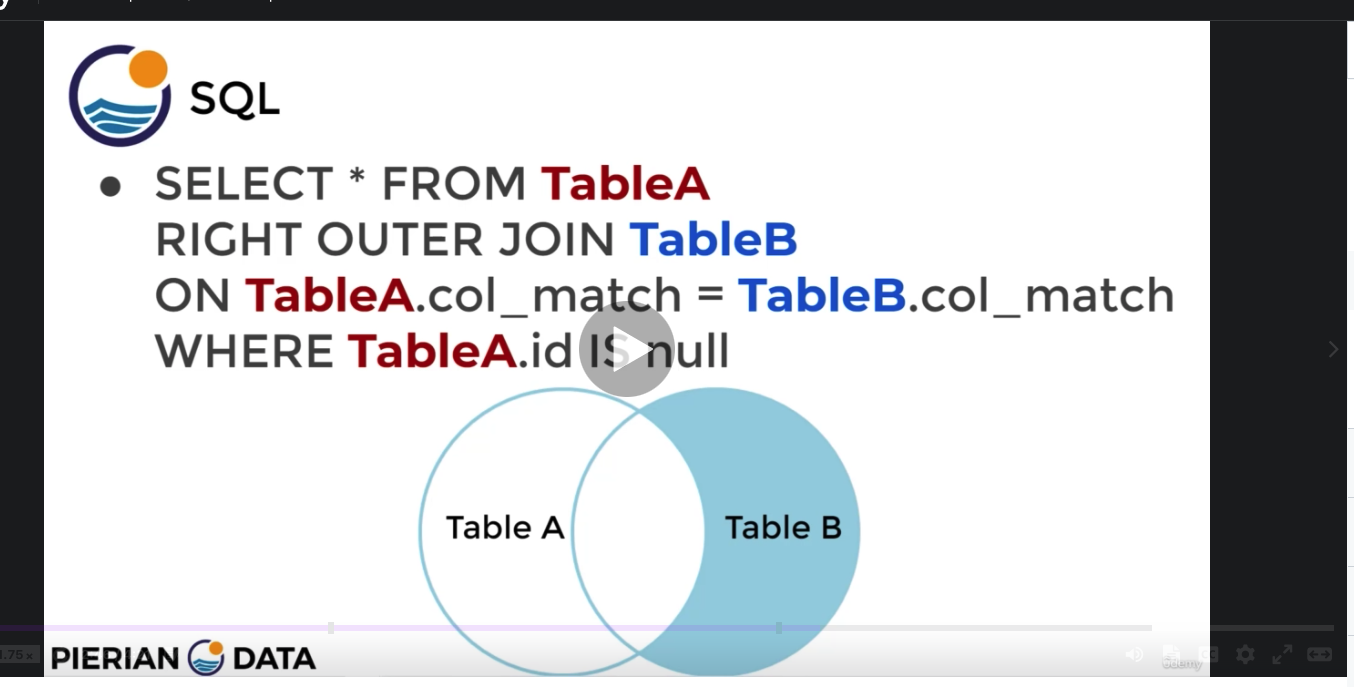 SQL
● SELECT * FROM TableA
RIGHT OUTER JOIN TableB
ON TableA.col_match = TableB.col_match
WHERE TableA.id IS null
Table A
Table B
1.75 x
PIERIAN DATA
udemy